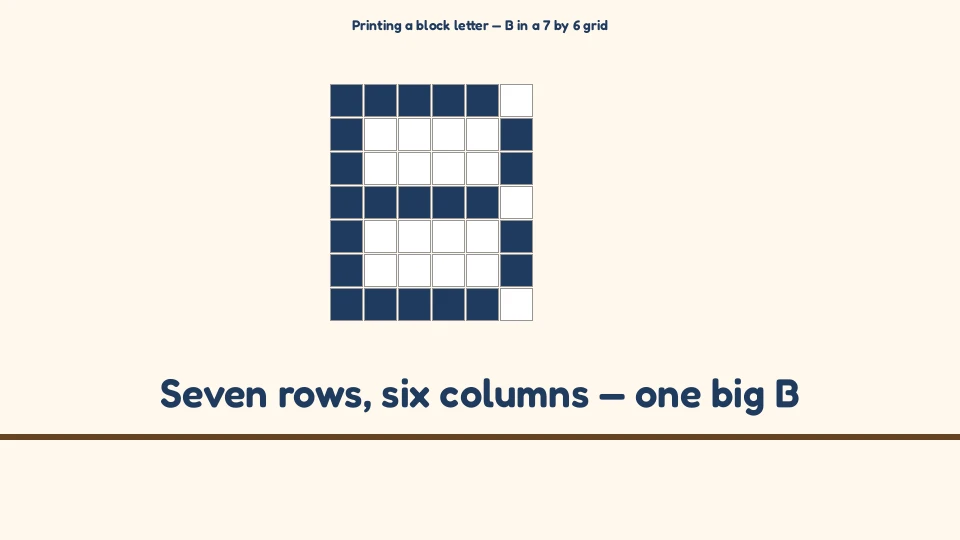 Printing a block letter — B in a 7 by 6 grid
Seven rows, six columns — one big B